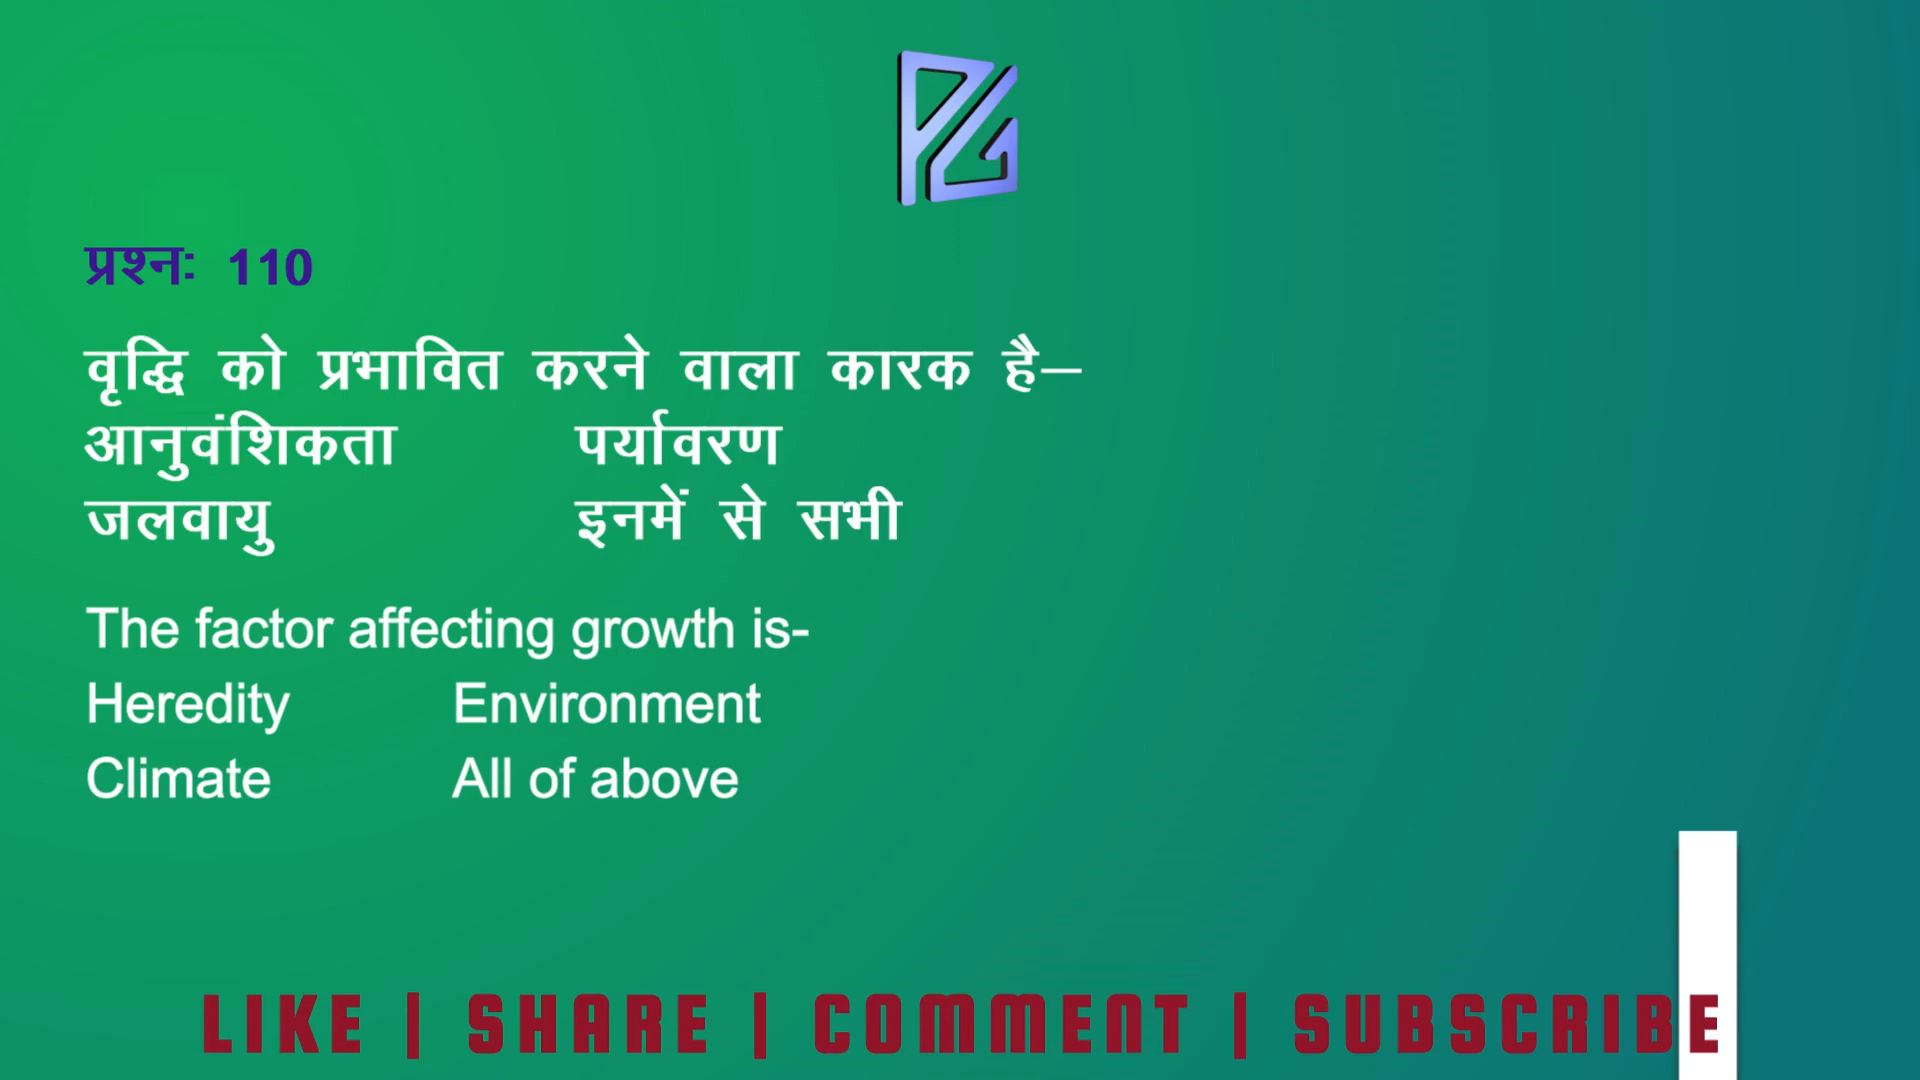 प्रश्नः 110
वृद्धि को प्रभावित करने वाला कारक है–
आनुवंशिकता पर्यावरण
जलवायु इनमें से सभी
The factor affecting growth is-
Heredity Environment
Climate All of above
LIKE | SHARE | COMMENT | SUBSCRIBE